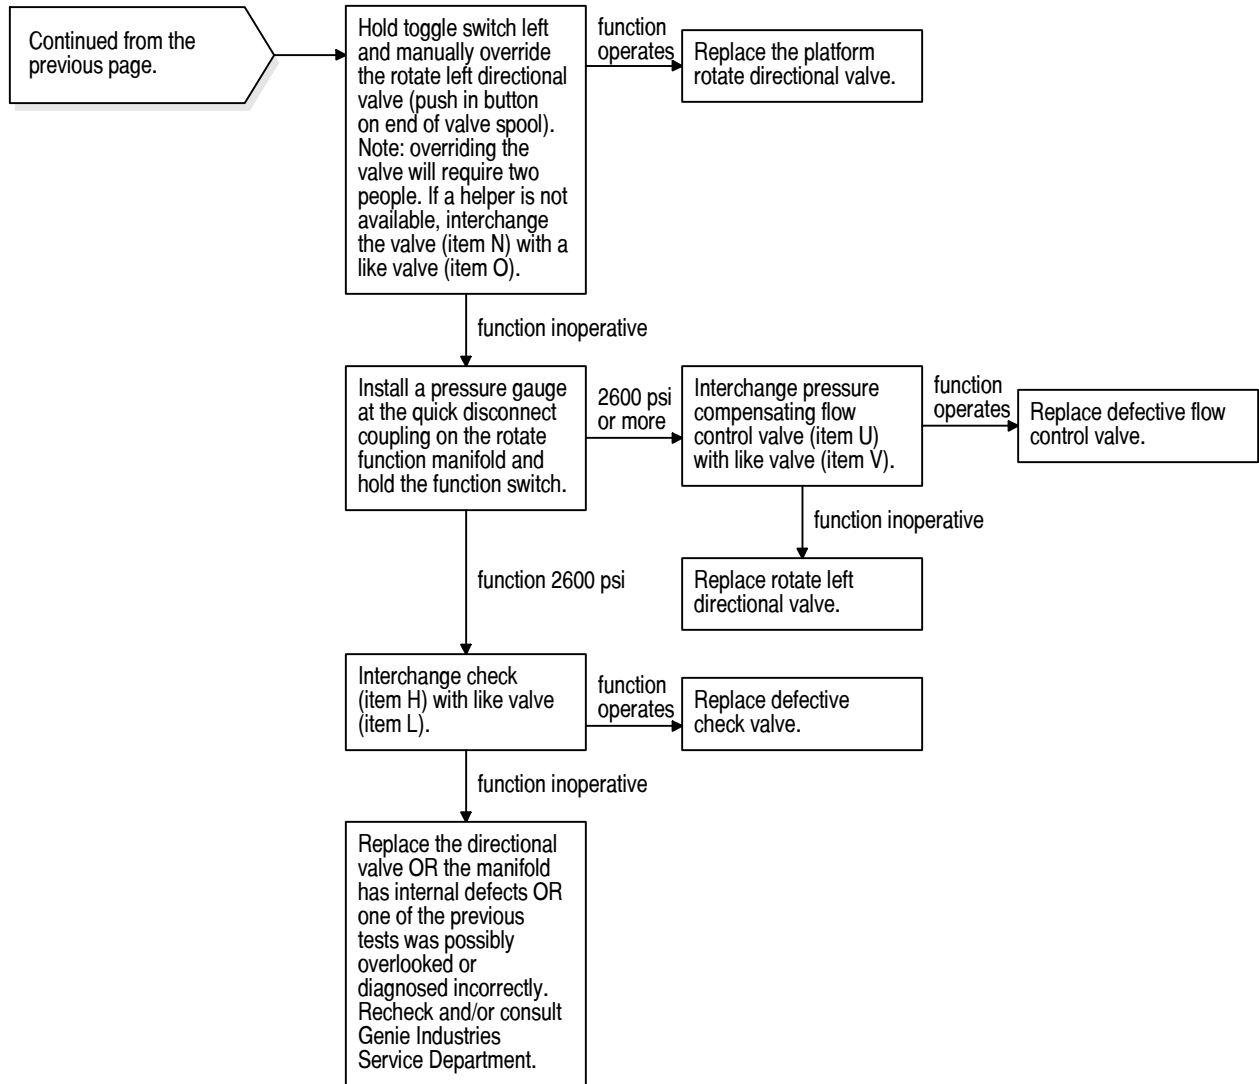 Continued from the
previous page.
Hold toggle switch left
and manually override
the rotate left directional
valve (push in button
on end of valve spool).
Note: overriding the
valve will require two
people. If a helper is not
available, interchange
the valve (item N) with a
like valve (item O).
function
operates
Replace the platform
rotate directional valve.
function inoperative
Install a pressure gauge
at the quick disconnect
coupling on the rotate
function manifold and
hold the function switch.
2600 psi
or more
Interchange pressure
compensating flow
control valve (item U)
with like valve (item V).
function
operates
Replace defective flow
control valve.
function inoperative
Replace rotate left
directional valve.
function 2600 psi
Interchange check
(item H) with like valve
(item L).
function
operates
Replace defective
check valve.
function inoperative
Replace the directional
valve OR the manifold
has internal defects OR
one of the previous
tests was possibly
overlooked or
diagnosed incorrectly.
Recheck and/or consult
Genie Industries
Service Department.